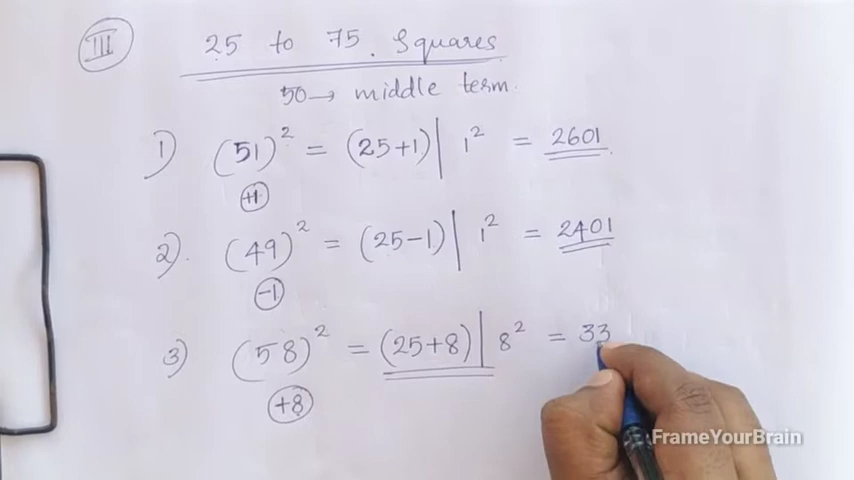 III 25 to 75. Squares
50→ middle term.
1) (51)² = (25+1)| 1² = 2601.
+1
2). (49)² = (25-1)| 1² = 2401
-1
3) (58)² = (25+8)| 8² = 33
+8
FrameYourBrain